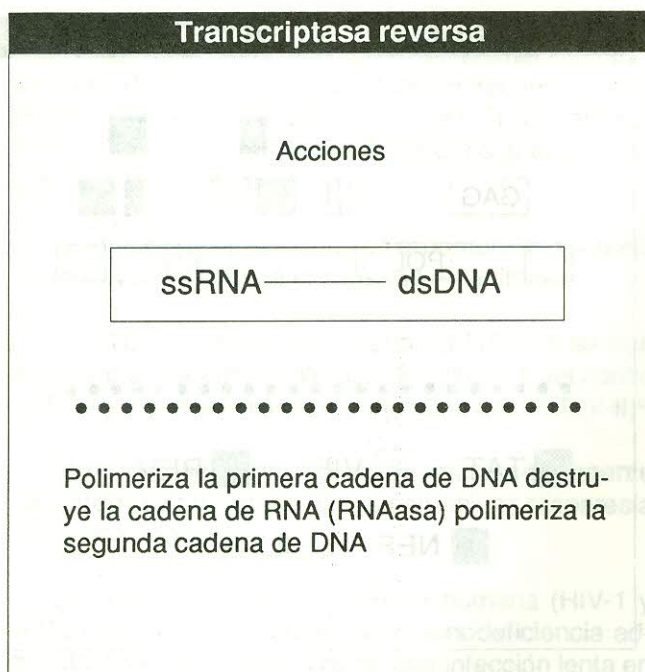 Transcriptasa reversa
Acciones
ssRNA dsDNA
Polimeriza la primera cadena de DNA destru-
ye la cadena de RNA (RNAasa) polimeriza la
segunda cadena de DNA